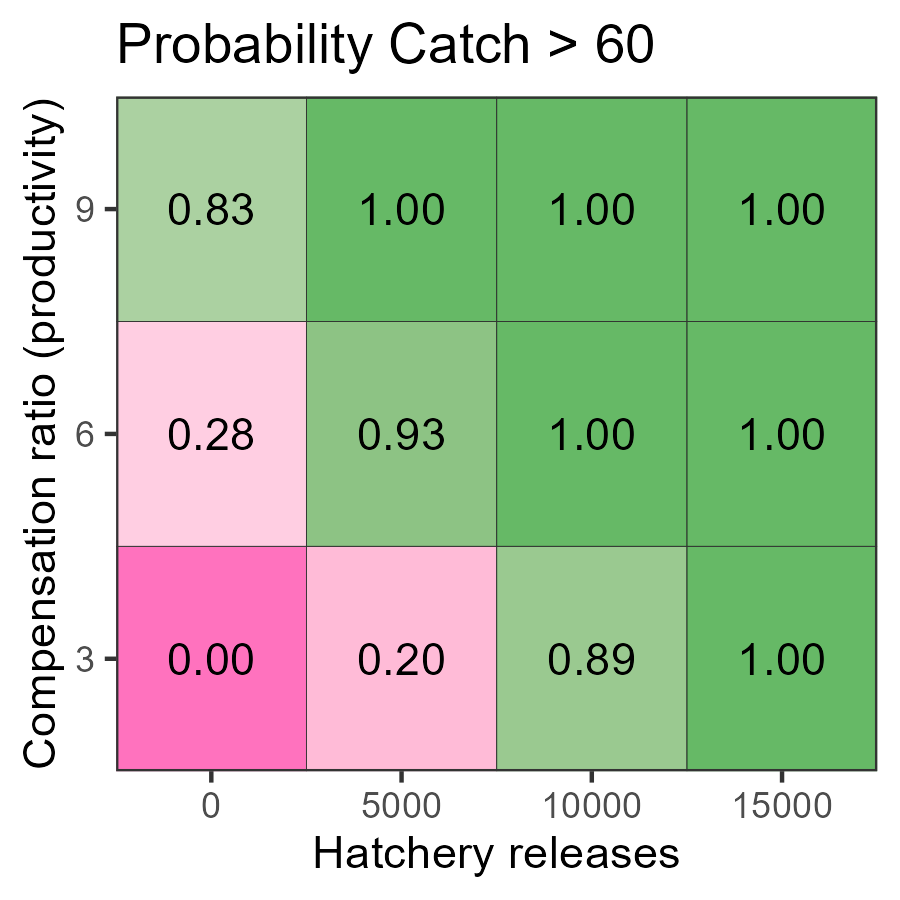 Probability Catch > 60
Compensation ratio (productivity)
9
0.83 1.00 1.00 1.00
6
0.28 0.93 1.00 1.00
3
0.00 0.20 0.89 1.00
0 5000 10000 15000
Hatchery releases